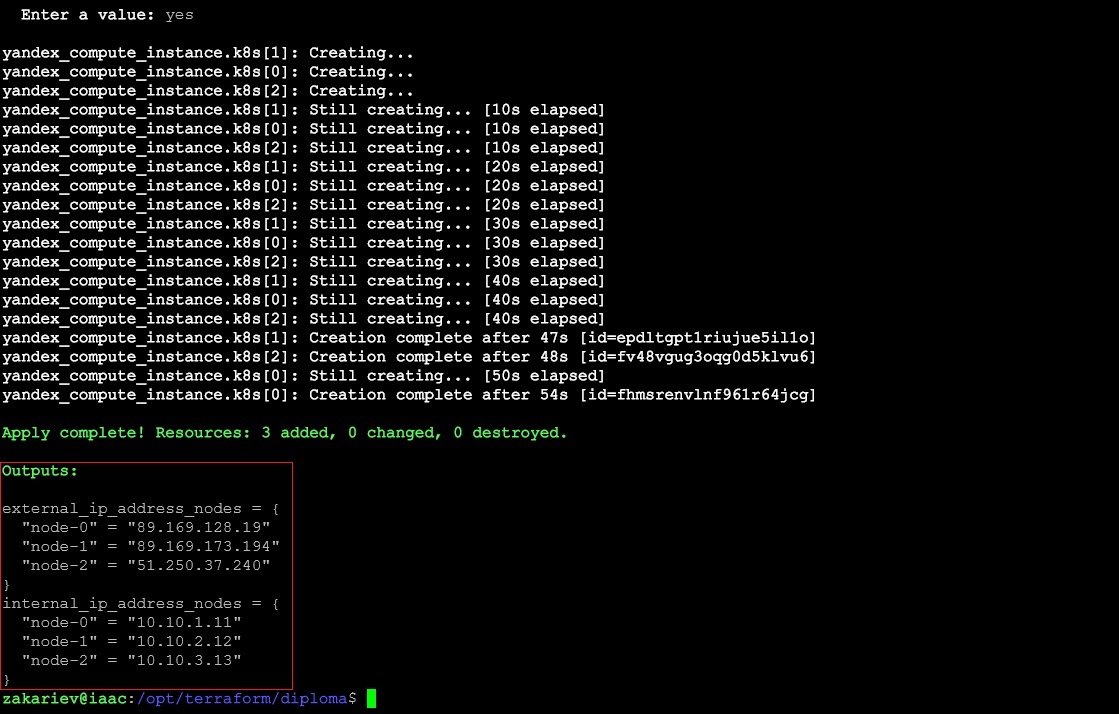 Enter a value: yes
yandex_compute_instance.k8s[1]: Creating...
yandex_compute_instance.k8s[0]: Creating...
yandex_compute_instance.k8s[2]: Creating...
yandex_compute_instance.k8s[1]: Still creating... [10s elapsed]
yandex_compute_instance.k8s[0]: Still creating... [10s elapsed]
yandex_compute_instance.k8s[2]: Still creating... [10s elapsed]
yandex_compute_instance.k8s[1]: Still creating... [20s elapsed]
yandex_compute_instance.k8s[0]: Still creating... [20s elapsed]
yandex_compute_instance.k8s[2]: Still creating... [20s elapsed]
yandex_compute_instance.k8s[1]: Still creating... [30s elapsed]
yandex_compute_instance.k8s[0]: Still creating... [30s elapsed]
yandex_compute_instance.k8s[2]: Still creating... [30s elapsed]
yandex_compute_instance.k8s[1]: Still creating... [40s elapsed]
yandex_compute_instance.k8s[0]: Still creating... [40s elapsed]
yandex_compute_instance.k8s[2]: Still creating... [40s elapsed]
yandex_compute_instance.k8s[1]: Creation complete after 47s [id=epdltgpt1riujue5il1o]
yandex_compute_instance.k8s[2]: Creation complete after 48s [id=fv48vgug3oqg0d5klvu6]
yandex_compute_instance.k8s[0]: Still creating... [50s elapsed]
yandex_compute_instance.k8s[0]: Creation complete after 54s [id=fhmsrenvlnf961r64jcg]
Apply complete! Resources: 3 added, 0 changed, 0 destroyed.
Outputs:
external_ip_address_nodes = {
"node-0" = "89.169.128.19"
"node-1" = "89.169.173.194"
"node-2" = "51.250.37.240"
}
internal_ip_address_nodes = {
"node-0" = "10.10.1.11"
"node-1" = "10.10.2.12"
"node-2" = "10.10.3.13"
}
zakariev@iaac:/opt/terraform/diploma$